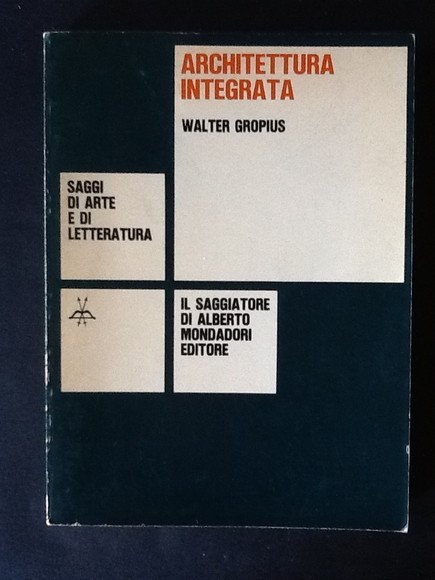 ARCHITETTURA
INTEGRATA
WALTER GROPIUS
SAGGI
DI ARTE
E DI
LETTERATURA
IL SAGGIATORE
DI ALBERTO
MONDADORI
EDITORE